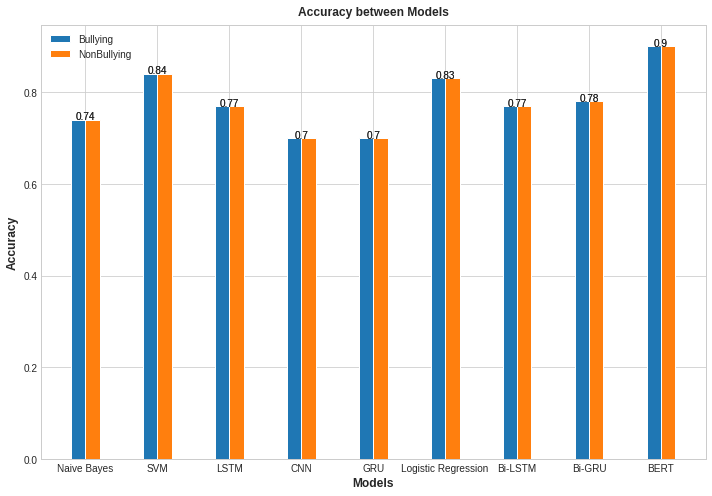 Accuracy between Models
Bullying
NonBullying
0.74
0.84
0.77
0.7
0.7
0.83
0.77
0.78
0.9
0.8
0.6
0.4
0.2
0.0
Accuracy
Naive Bayes
SVM
LSTM
CNN
GRU
Logistic Regression
Bi-LSTM
Bi-GRU
BERT
Models